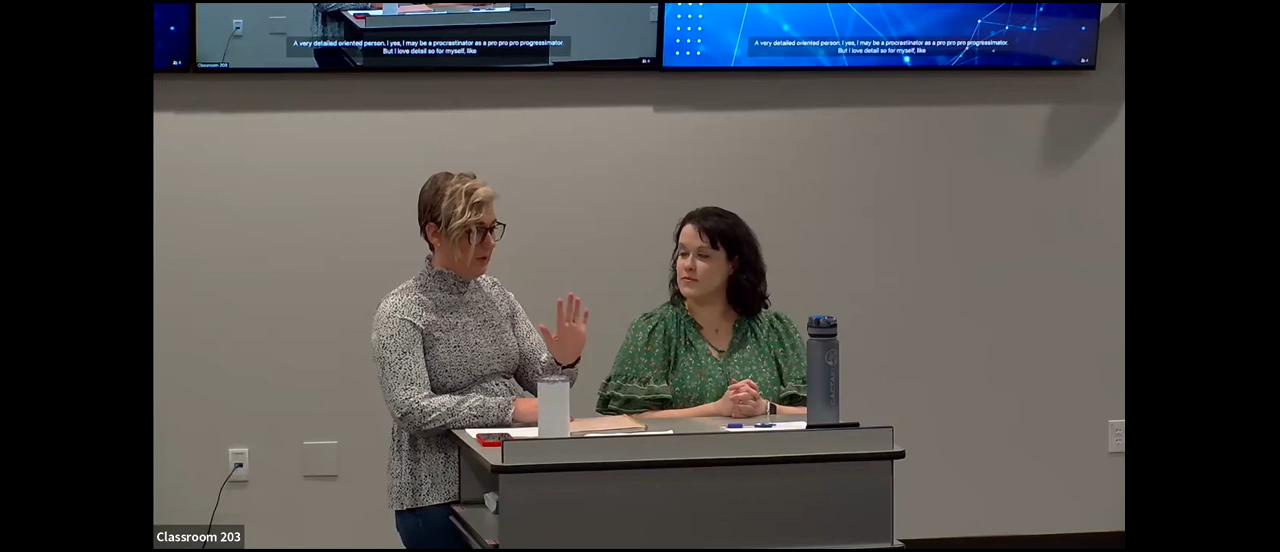 A very detailed oriented person. I yes, I may be a procrastinator as a pro pro pro progressimator.
But I love detail so for myself, like
Classroom 203
A very detailed oriented person. I yes, I may be a procrastinator as a pro pro pro progressimator.
But I love detail so for myself, like
Classroom 203